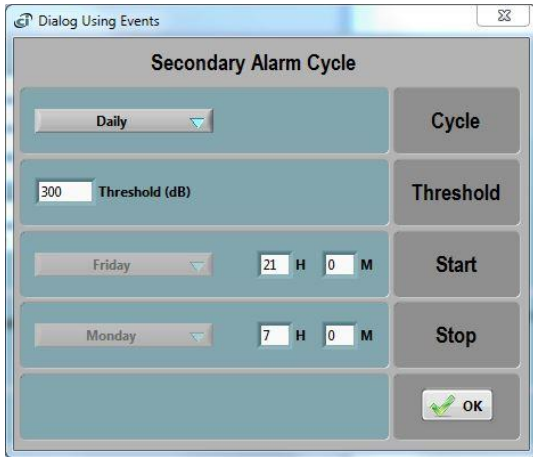 Dialog Using Events
Secondary Alarm Cycle
Daily Cycle
300 Threshold (dB) Threshold
Friday 21 H 0 M Start
Monday 7 H 0 M Stop
OK